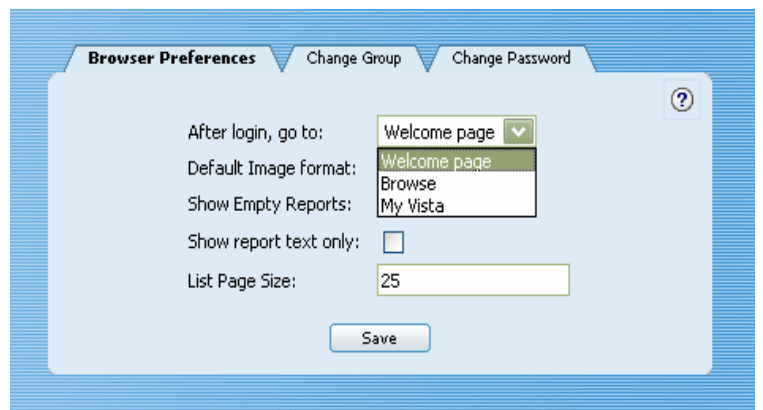 Browser Preferences Change Group Change Password
?
After login, go to: Welcome page
Default Image format: Welcome page
Browse
Show Empty Reports: My Vista
Show report text only:
List Page Size: 25
Save